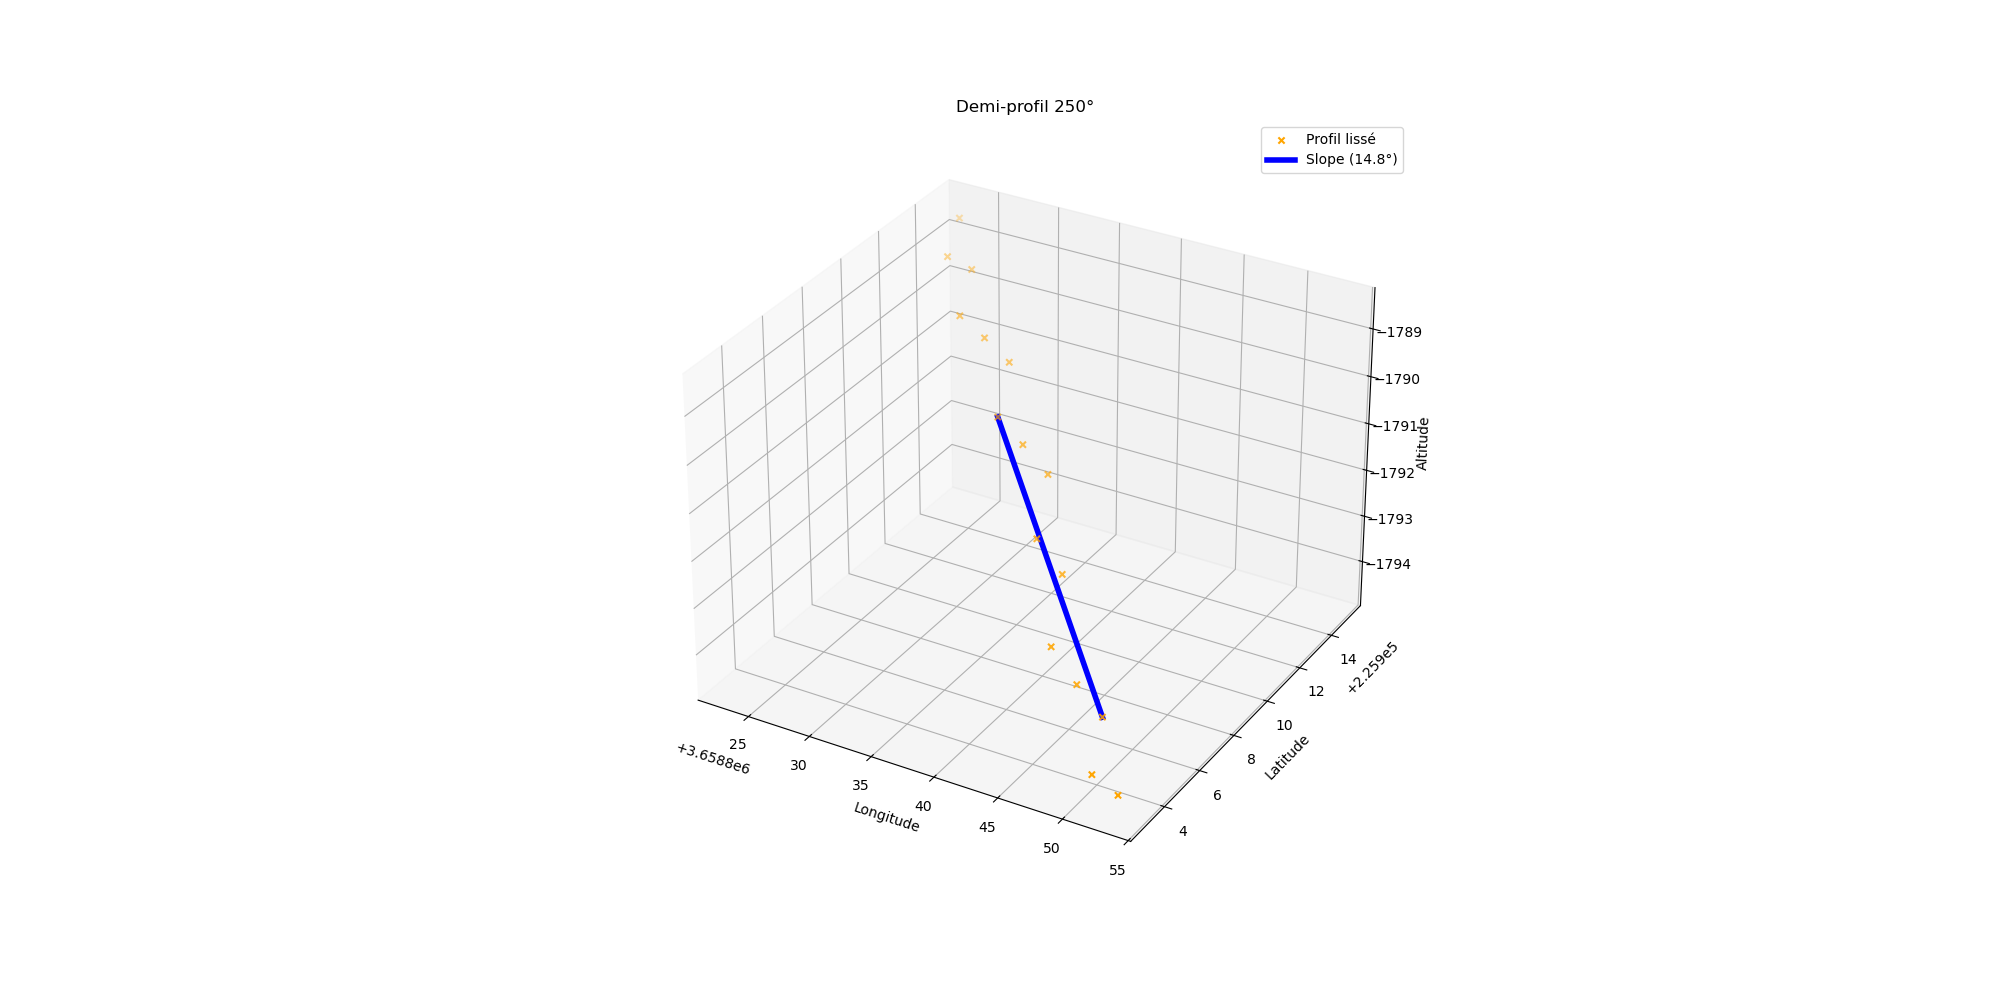 Demi-profil 250°
Profil lissé
Slope (14.8°)
−1789
−1790
−1791
−1792
−1793
−1794
Altitude
14
12
10
8
6
4
+2.259e5
Latitude
25
30
35
40
45
50
55
+3.6588e6
Longitude